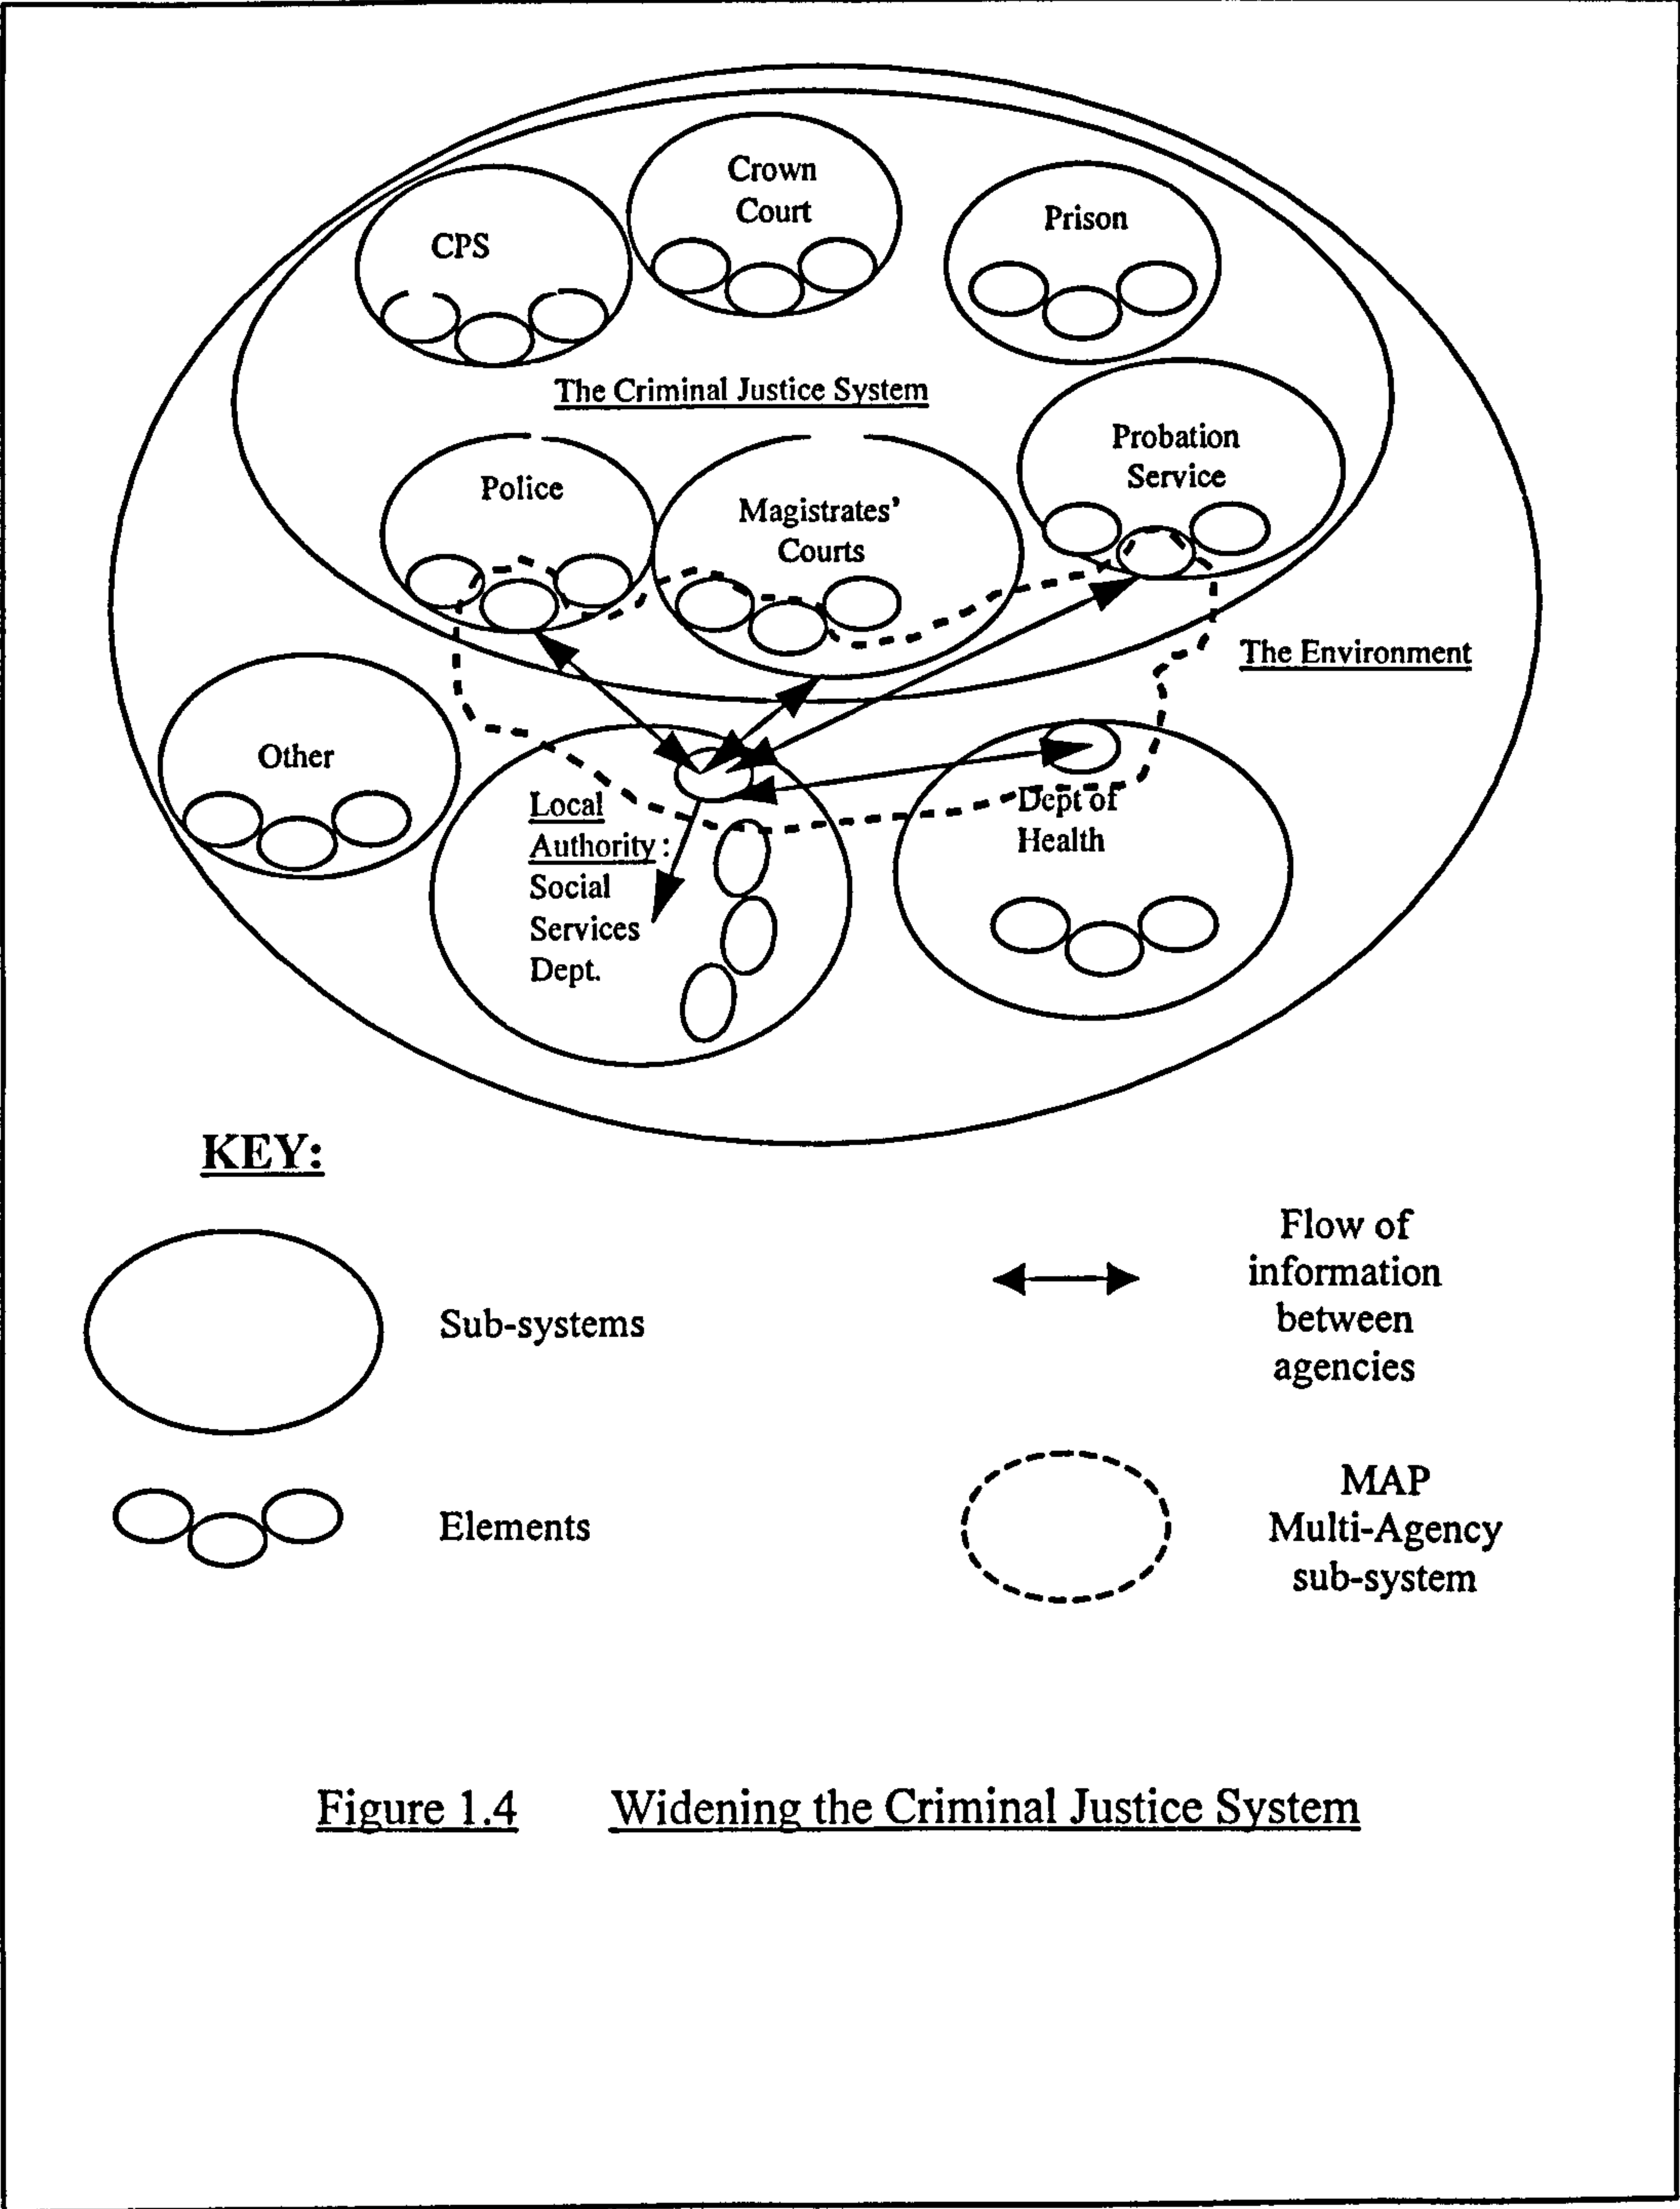 Crown
Court
Prison
CPS
The Criminal Justice System
Probation
Service
Police
Magistrates'
Courts
The Environment
Other
Local
Authority:
Social
Services
Dept.
Dept of
Health
KEY:
Sub-systems
Flow of
information
between
agencies
Elements
MAP
Multi-Agency
sub-system
Figure 1.4 Widening the Criminal Justice System